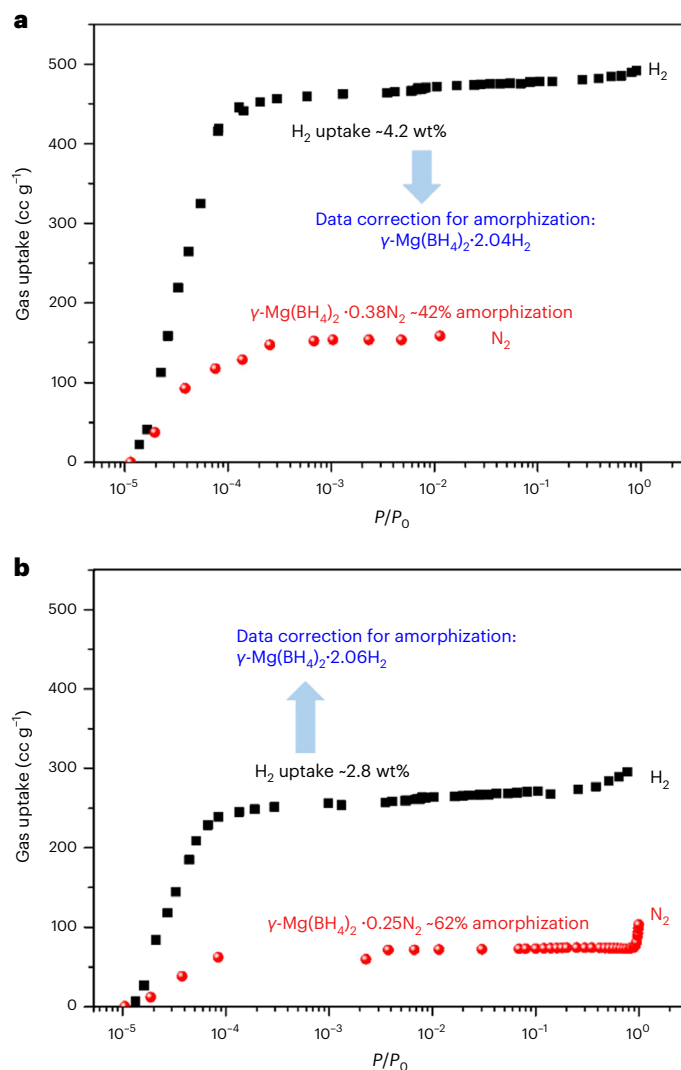 a
500
400
300
200
100
0
Gas uptake (cc g⁻¹)
H₂
H₂ uptake ~4.2 wt%
Data correction for amorphization:
γ-Mg(BH₄)₂·2.04H₂
γ-Mg(BH₄)₂·0.38N₂ ~42% amorphization
N₂
10⁻⁵ 10⁻⁴ 10⁻³ 10⁻² 10⁻¹ 10⁰
P/P₀
b
500
400
300
200
100
0
Gas uptake (cc g⁻¹)
Data correction for amorphization:
γ-Mg(BH₄)₂·2.06H₂
H₂ uptake ~2.8 wt%
H₂
γ-Mg(BH₄)₂·0.25N₂ ~62% amorphization
N₂
10⁻⁵ 10⁻⁴ 10⁻³ 10⁻² 10⁻¹ 10⁰
P/P₀